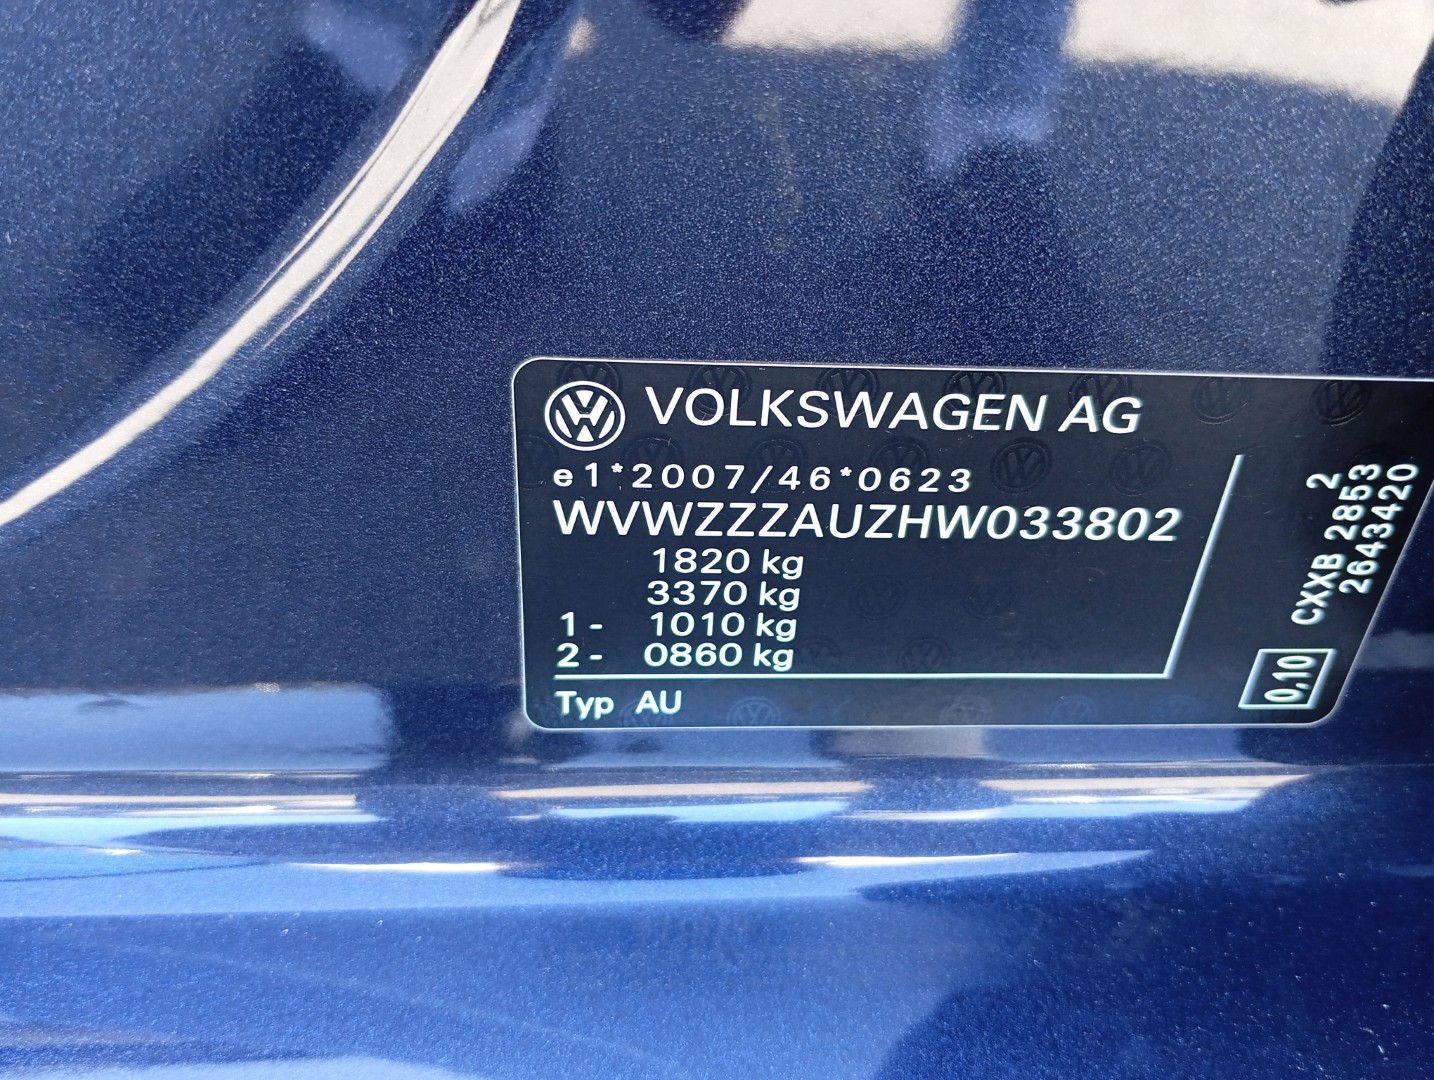 VOLKSWAGEN AG
e1*2007/46*0623
WVWZZZAUZHW033802
1820 kg
3370 kg
1 - 1010 kg
2 - 0860 kg
Typ AU
2
CXXB 2853
2643420
0,10